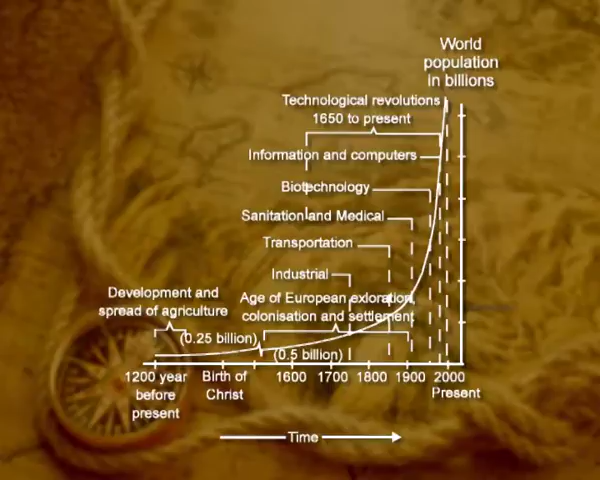 World
population
in billions
Technological revolutions
1650 to present
Information and computers
Biotechnology
Sanitation and Medical
Transportation
Industrial
Development and
spread of agriculture
Age of European exloration,
colonisation and settlement
(0.25 billion)
(0.5 billion)
1200 year
before
present
Birth of
Christ
1600 1700 1800 1900 2000
Present
Time